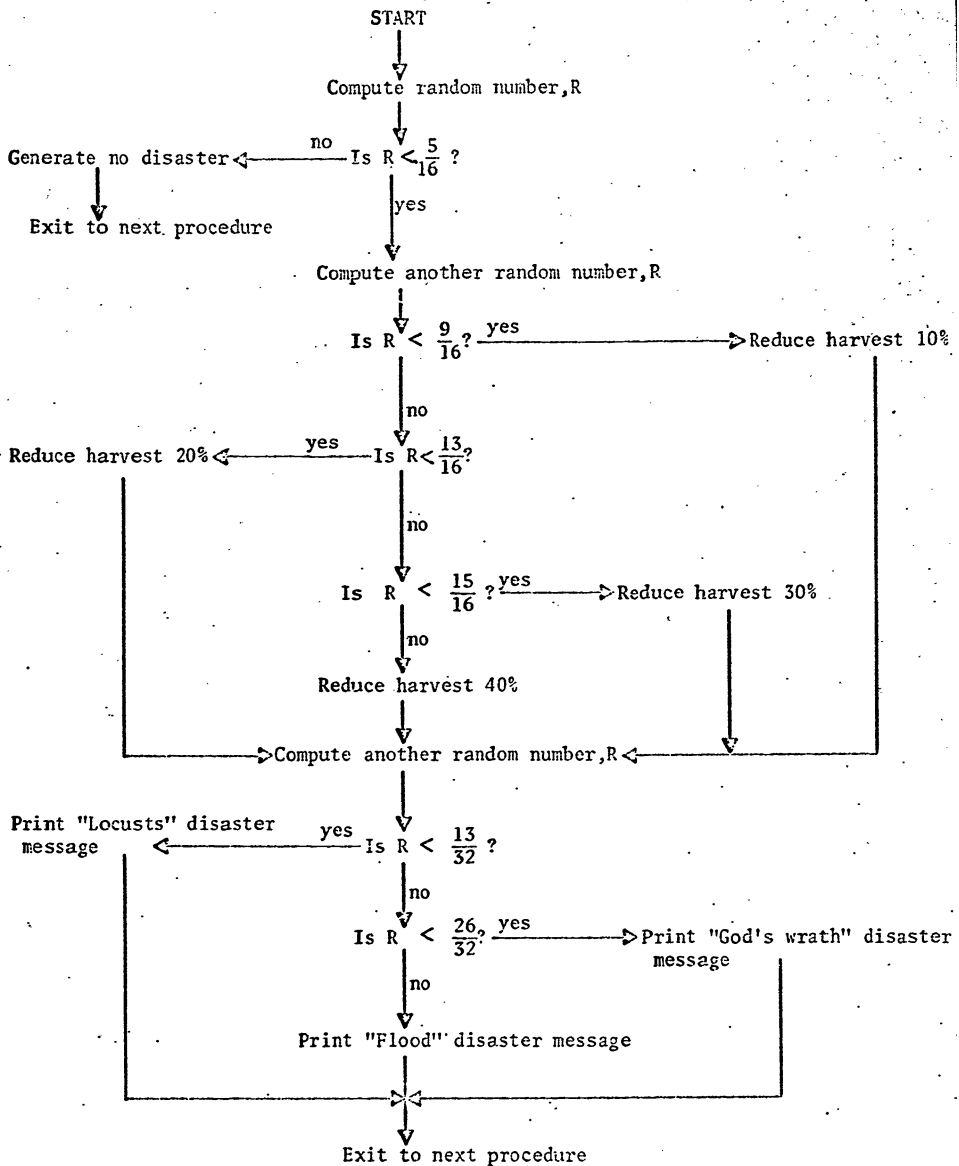 START
Compute random number,R
Generate no disaster no Is R < 5/16 ?
yes
Exit to next procedure
Compute another random number,R
Is R < 9/16? yes Reduce harvest 10%
no
Reduce harvest 20% yes Is R< 13/16?
no
Is R < 15/16 ? yes Reduce harvest 30%
no
Reduce harvest 40%
Compute another random number,R
Print "Locusts" disaster
message yes Is R < 13/32 ?
no
Is R < 26/32? yes Print "God's wrath" disaster
message
no
Print "Flood" disaster message
Exit to next procedure